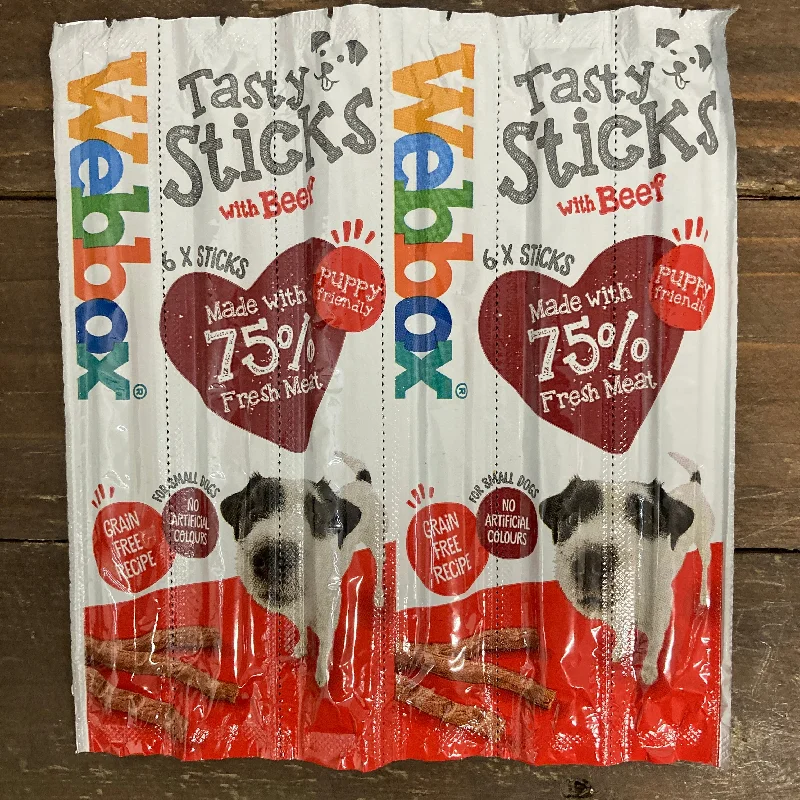 Webbox®
Tasty
Sticks
with Beef
6 X STICKS
Made with
75%
Fresh Meat
PUPPY
friendly
GRAIN
FREE
RECIPE
FOR SMALL DOGS
NO
ARTIFICIAL
COLOURS
Webbox®
Tasty
Sticks
with Beef
6 X STICKS
Made with
75%
Fresh Meat
PUPPY
friendly
GRAIN
FREE
RECIPE
FOR SMALL DOGS
NO
ARTIFICIAL
COLOURS